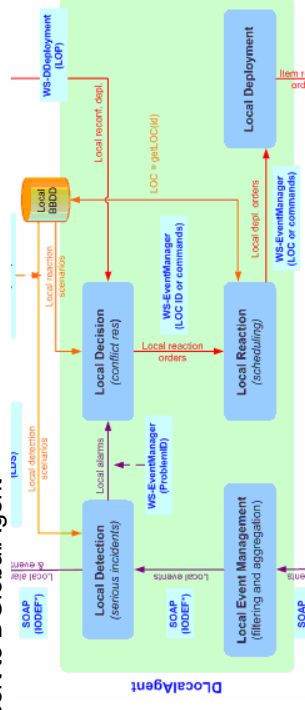 WS-DDeployment
(LOP)
Local reconf. depl.
Local
BBDD
LOC = getLOC(id)
Local Deployment
Local reaction
scenarios
Local Decision
(conflict res)
WS-EventManager
(LOC ID or commands)
Local reaction
orders
Local Reaction
(scheduling)
Local depl. orders
WS-EventManager
(LOC or commands)
Local detection
scenarios
Local alarms
WS-EventManager
(ProblemID)
Local Detection
(serious incidents)
& event
SOAP
(IODEF*)
Local events
SOAP
(IODEF*)
Local Event Management
(filtering and aggregation)
SOAP
DLocalAgent